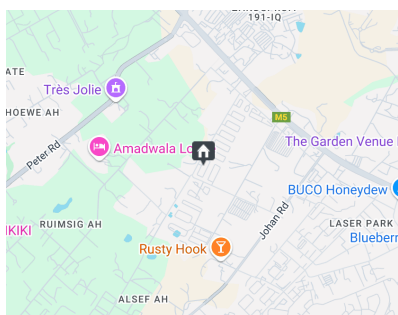 191-IQ
ATE
Très Jolie
HOEWE AH
M5
Peter Rd
Amadwala Lo
The Garden Venue
BUCO Honeydew
IKIKI
RUIMSIG AH
Johan Rd
LASER PARK
Rusty Hook
Blueberr
ALSEF AH